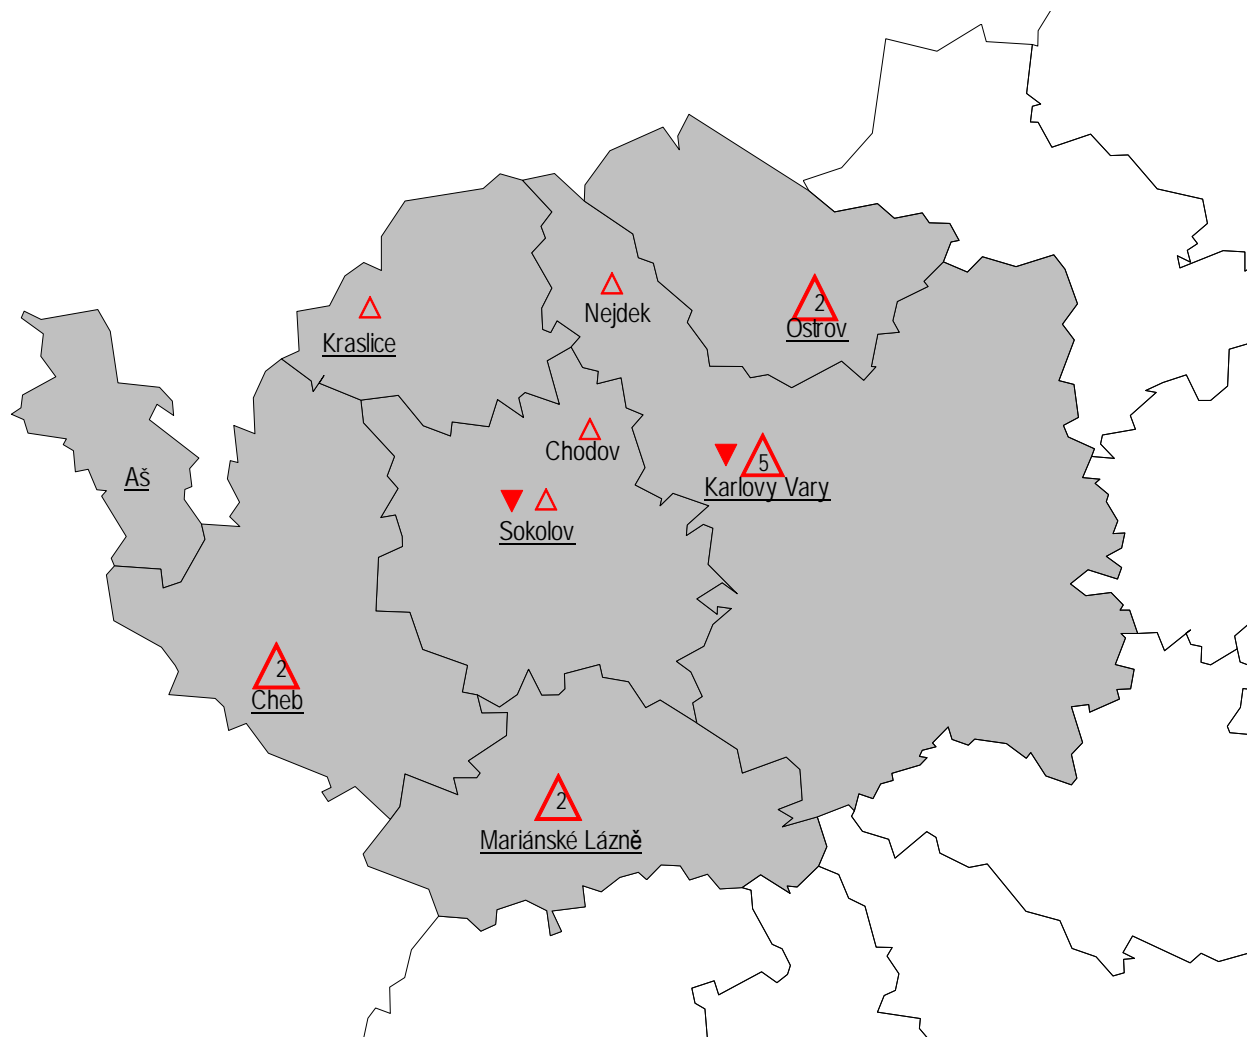 Nejdek
2
Ostrov
Kraslice
Chodov
5
Karlovy Vary
Aš
Sokolov
2
Cheb
2
Mariánské Lázně